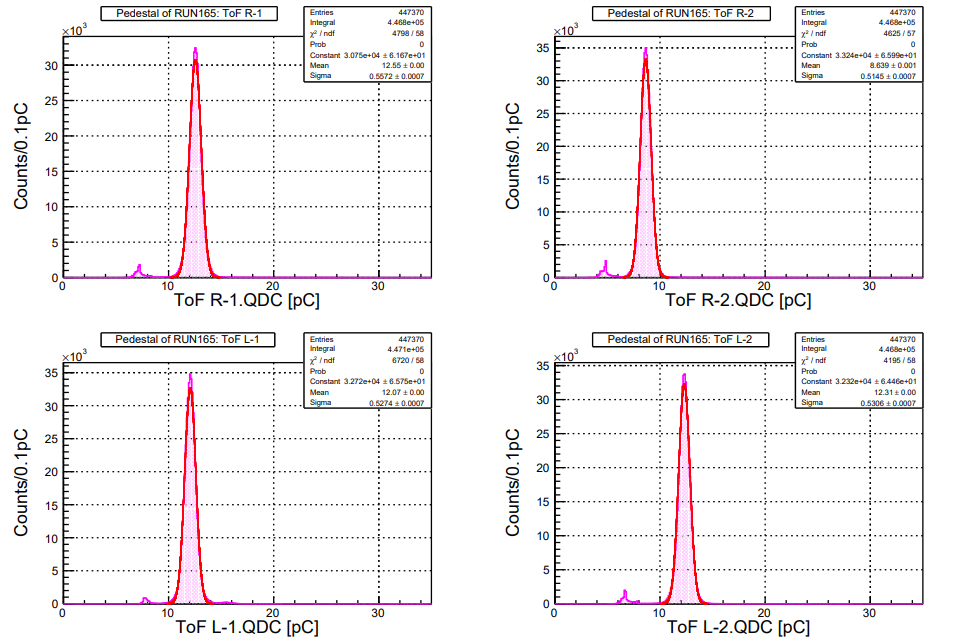 Pedestal of RUN165: ToF R-1
×10³
Entries 447370
Integral 4.468e+05
χ² / ndf 4798 / 58
Prob 0
Constant 3.075e+04 ± 6.167e+01
Mean 12.55 ± 0.00
Sigma 0.5572 ± 0.0007
Counts/0.1pC
30
25
20
15
10
5
0
0 10 20 30
ToF R-1.QDC [pC]
Pedestal of RUN165: ToF R-2
×10³
Entries 447370
Integral 4.468e+05
χ² / ndf 4625 / 57
Prob 0
Constant 3.324e+04 ± 6.599e+01
Mean 8.639 ± 0.001
Sigma 0.5145 ± 0.0007
Counts/0.1pC
35
30
25
20
15
10
5
0
0 10 20 30
ToF R-2.QDC [pC]
Pedestal of RUN165: ToF L-1
×10³
Entries 447370
Integral 4.471e+05
χ² / ndf 6720 / 58
Prob 0
Constant 3.272e+04 ± 6.575e+01
Mean 12.07 ± 0.00
Sigma 0.5274 ± 0.0007
Counts/0.1pC
35
30
25
20
15
10
5
0
0 10 20 30
ToF L-1.QDC [pC]
Pedestal of RUN165: ToF L-2
×10³
Entries 447370
Integral 4.468e+05
χ² / ndf 4195 / 58
Prob 0
Constant 3.232e+04 ± 6.446e+01
Mean 12.31 ± 0.00
Sigma 0.5306 ± 0.0007
Counts/0.1pC
35
30
25
20
15
10
5
0
0 10 20 30
ToF L-2.QDC [pC]